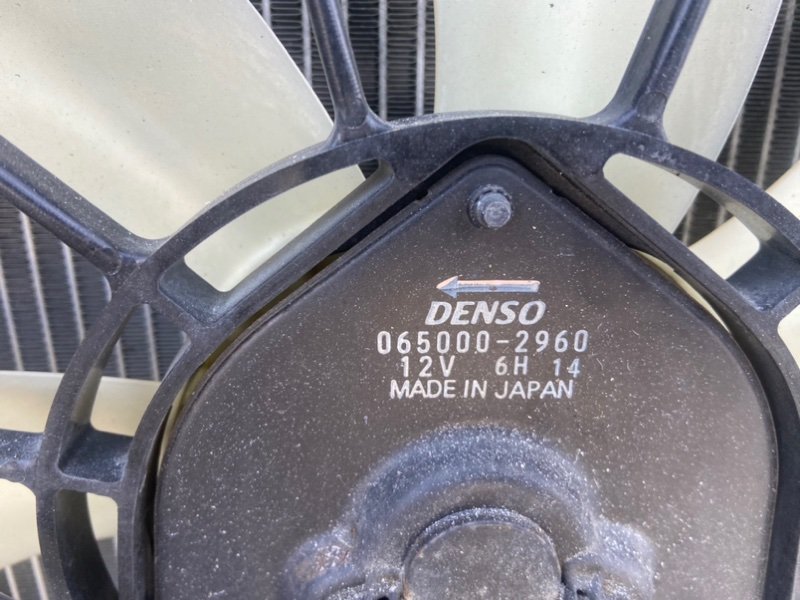 DENSO
065000-2960
12V 6H 14
MADE IN JAPAN